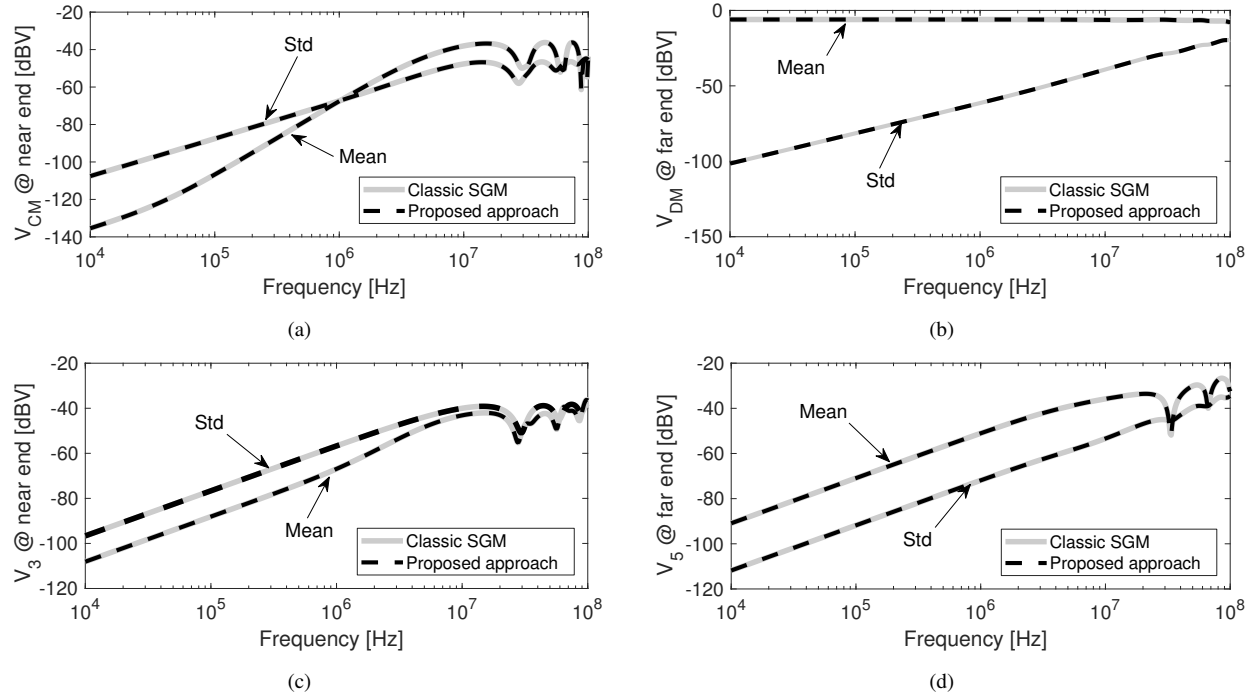 -20
-40
-60
-80
-100
-120
-140
V_CM @ near end [dBV]
Std
Mean
Classic SGM
Proposed approach
10^4
10^5
10^6
10^7
10^8
Frequency [Hz]
(a)
0
-50
-100
-150
V_DM @ far end [dBV]
Mean
Std
Classic SGM
Proposed approach
10^4
10^5
10^6
10^7
10^8
Frequency [Hz]
(b)
-20
-40
-60
-80
-100
-120
V_3 @ near end [dBV]
Std
Mean
Classic SGM
Proposed approach
10^4
10^5
10^6
10^7
10^8
Frequency [Hz]
(c)
-20
-40
-60
-80
-100
-120
V_5 @ far end [dBV]
Mean
Std
Classic SGM
Proposed approach
10^4
10^5
10^6
10^7
10^8
Frequency [Hz]
(d)